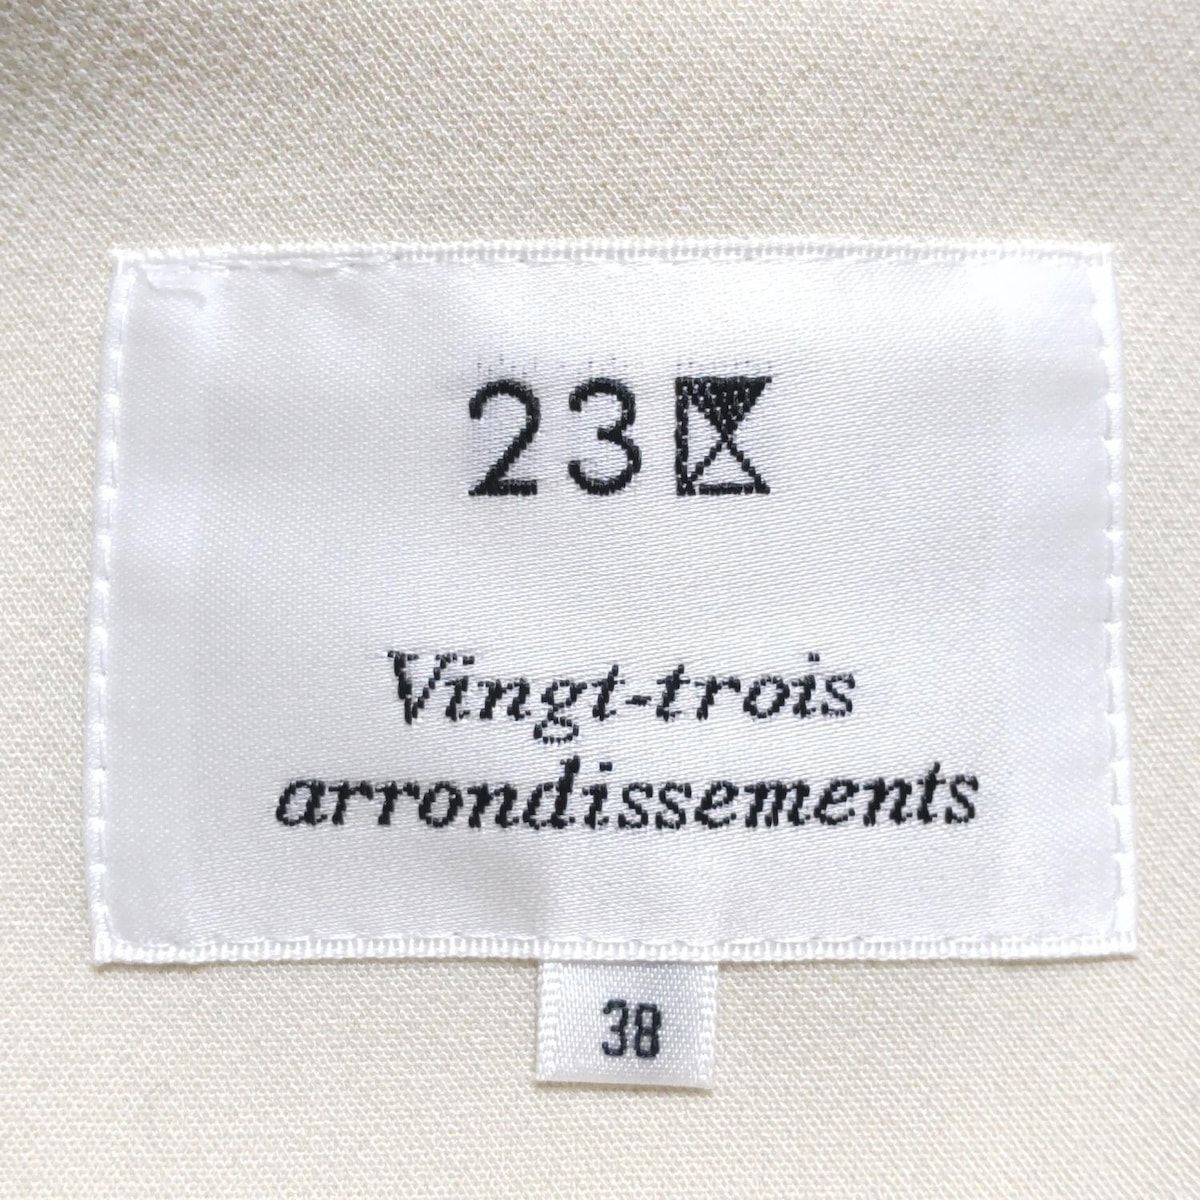 23区
Vingt-trois
arrondissements
38